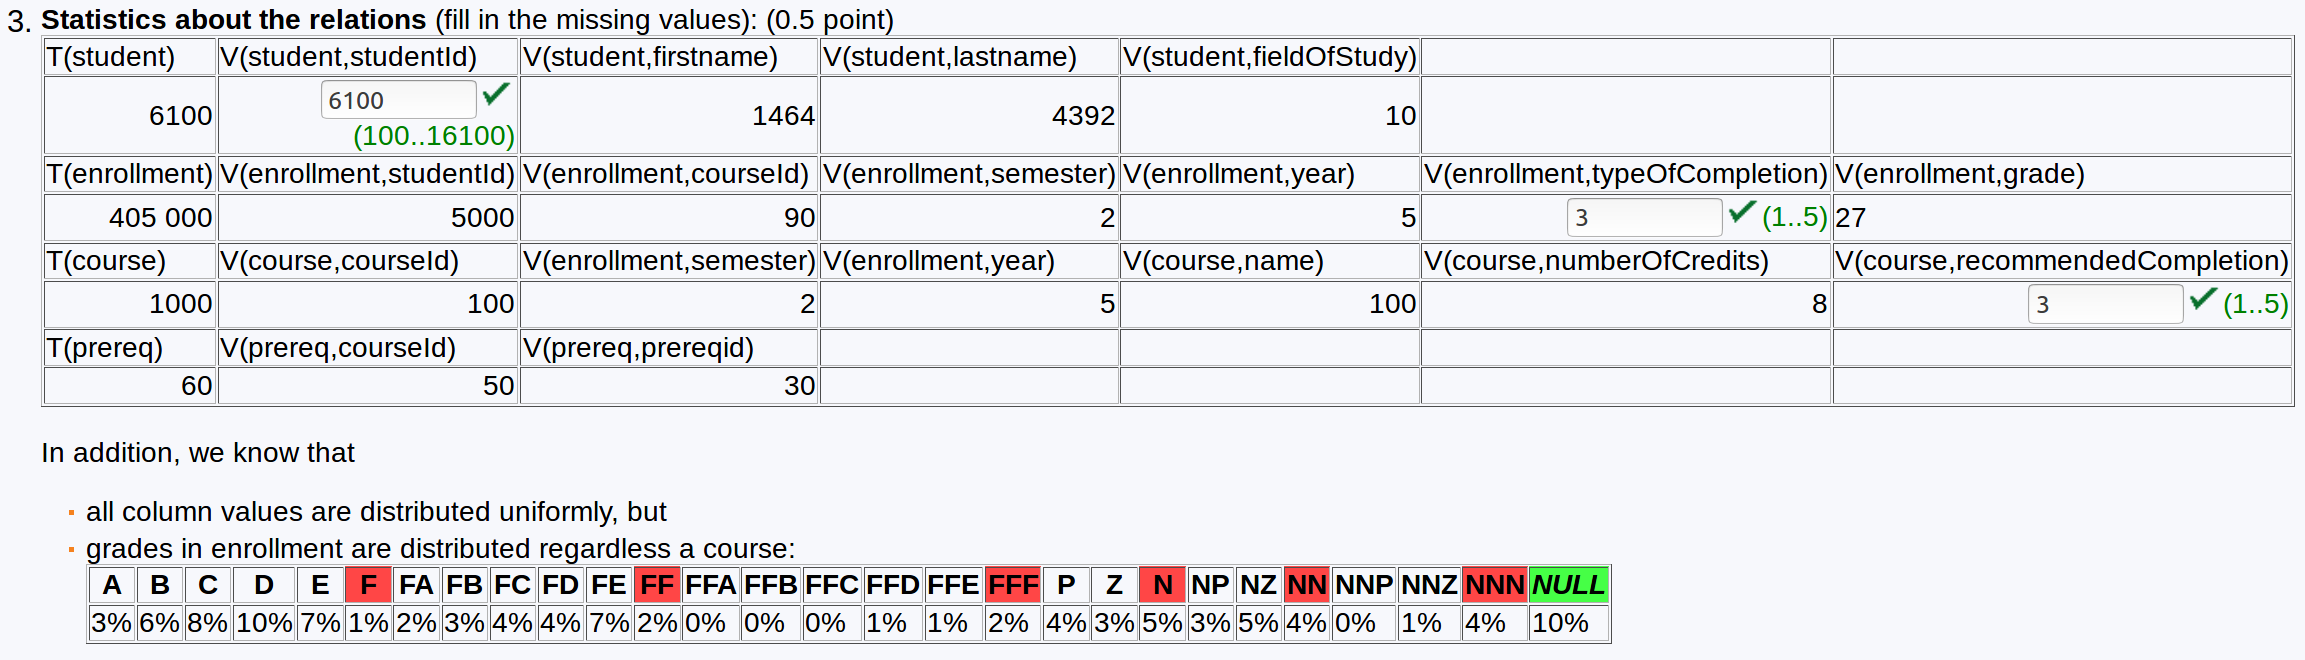 3. Statistics about the relations (fill in the missing values): (0.5 point)
T(student) V(student,studentId) V(student,firstname) V(student,lastname) V(student,fieldOfStudy)
6100 6100 (100..16100) 1464 4392 10
T(enrollment) V(enrollment,studentId) V(enrollment,courseId) V(enrollment,semester) V(enrollment,year) V(enrollment,typeOfCompletion) V(enrollment,grade)
405 000 5000 90 2 5 3 (1..5) 27
T(course) V(course,courseId) V(enrollment,semester) V(enrollment,year) V(course,name) V(course,numberOfCredits) V(course,recommendedCompletion)
1000 100 2 5 100 8 3 (1..5)
T(prereq) V(prereq,courseId) V(prereq,prereqid)
60 50 30
In addition, we know that
all column values are distributed uniformly, but
grades in enrollment are distributed regardless a course:
A B C D E F FA FB FC FD FE FF FFA FFB FFC FFD FFE FFF P Z N NP NZ NN NNP NNZ NNN NULL
3% 6% 8% 10% 7% 1% 2% 3% 4% 4% 7% 2% 0% 0% 0% 1% 1% 2% 4% 3% 5% 3% 5% 4% 0% 1% 4% 10%